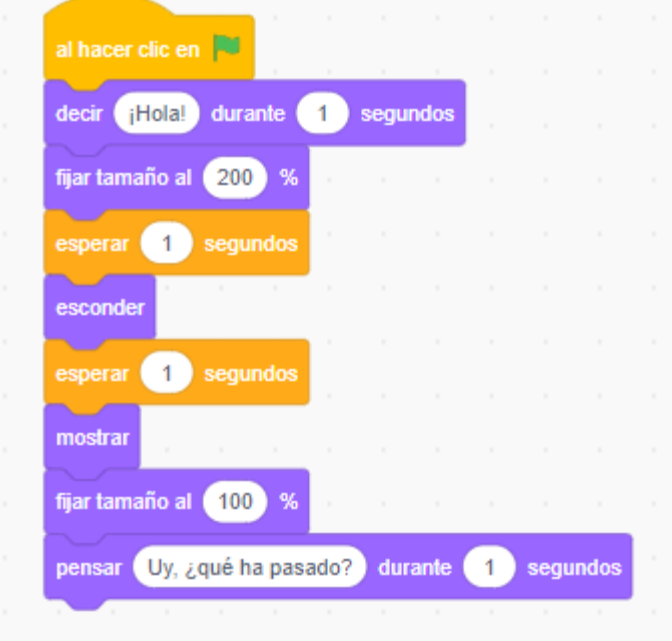 al hacer clic en
decir ¡Hola! durante 1 segundos
fijar tamaño al 200 %
esperar 1 segundos
esconder
esperar 1 segundos
mostrar
fijar tamaño al 100 %
pensar Uy, ¿qué ha pasado? durante 1 segundos